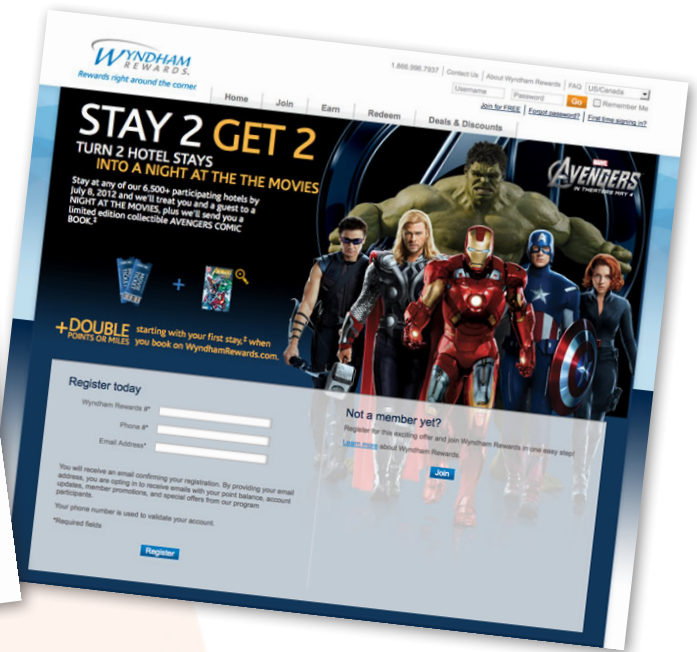 WYNDHAM
REWARDS.
Rewards right around the corner
1.866.996.7937 | Contact Us | About Wyndham Rewards | FAQ | US/Canada
Username Password Go Remember Me
Join for FREE | Forgot password? | First time signing in?
Home Join Earn Redeem Deals & Discounts
STAY 2 GET 2
TURN 2 HOTEL STAYS
INTO A NIGHT AT THE THE MOVIES
Stay at any of our 6,500+ participating hotels by
July 8, 2012 and we'll treat you and a guest to a
NIGHT AT THE MOVIES, plus we'll send you a
limited edition collectible AVENGERS COMIC
BOOK.‡
MARVEL
AVENGERS
IN THEATERS MAY 4
+
+DOUBLE
POINTS OR MILES
starting with your first stay,‡ when
you book on WyndhamRewards.com.
Register today
Wyndham Rewards #*
Phone #*
Email Address*
You will receive an email confirming your registration. By providing your email
address, you are opting in to receive emails with your point balance, account
updates, member promotions, and special offers from our program
participants.
Your phone number is used to validate your account.
*Required fields
Register
Not a member yet?
Register for this exciting offer and join Wyndham Rewards in one easy step!
Learn more about Wyndham Rewards.
Join